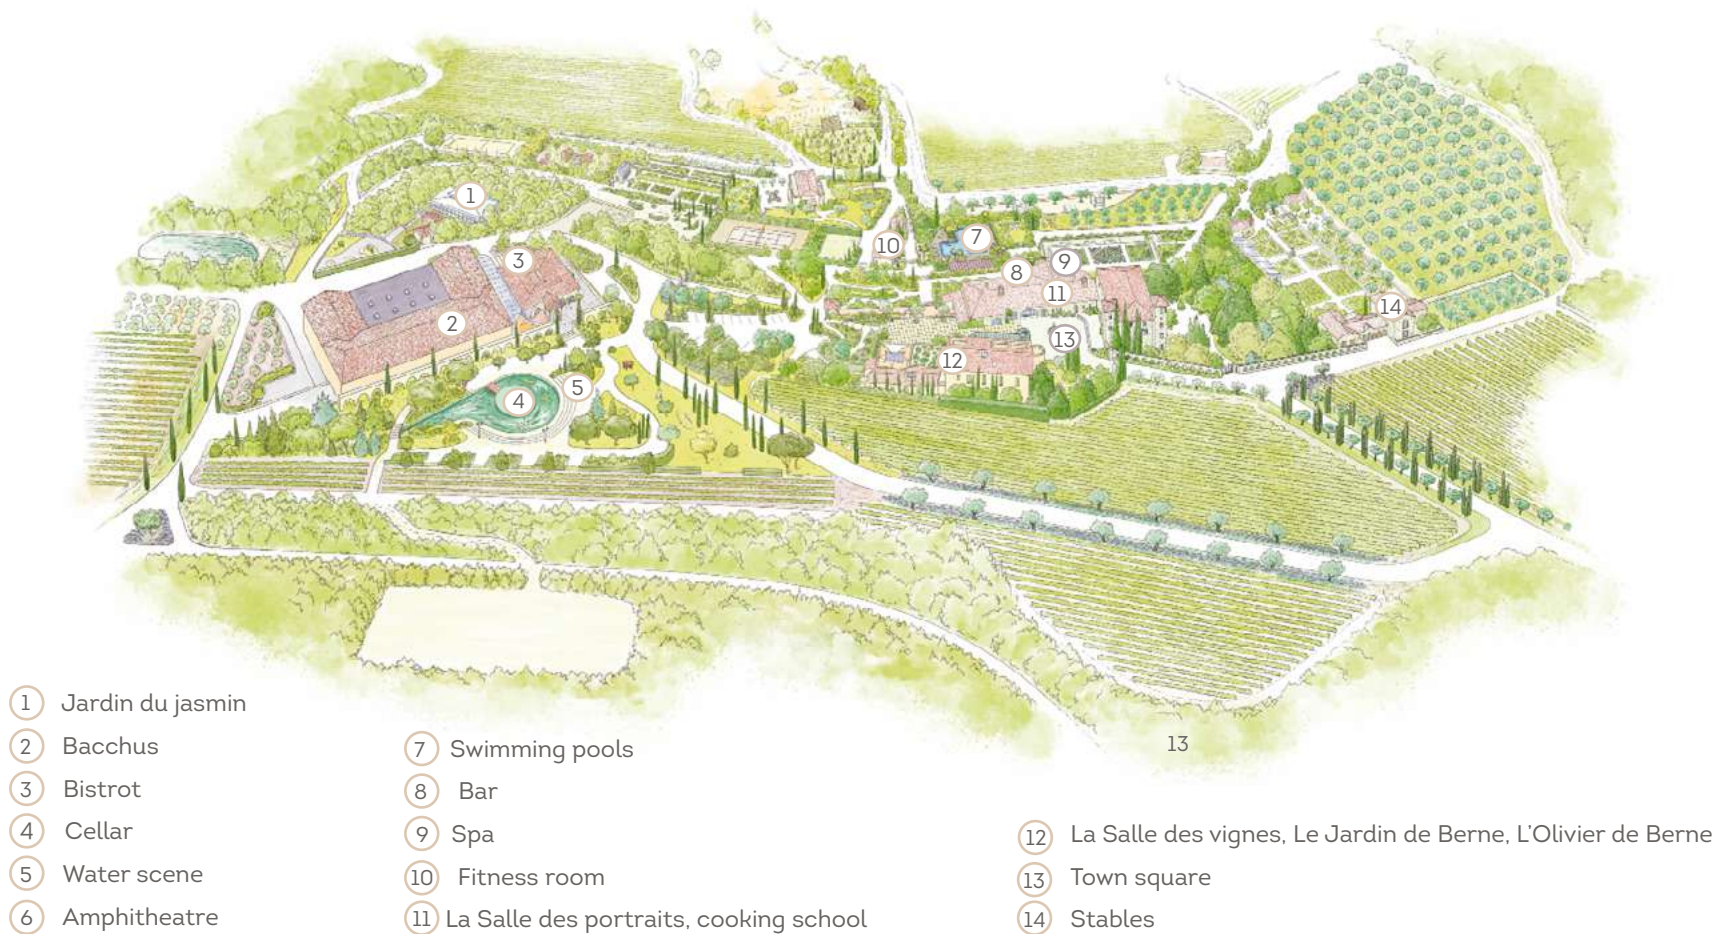 1
10
7
3
9
8
11
14
2
13
12
5
4
13
1 Jardin du jasmin
2 Bacchus
3 Bistrot
4 Cellar
5 Water scene
6 Amphitheatre
7 Swimming pools
8 Bar
9 Spa
10 Fitness room
11 La Salle des portraits, cooking school
12 La Salle des vignes, Le Jardin de Berne, L'Olivier de Berne
13 Town square
14 Stables